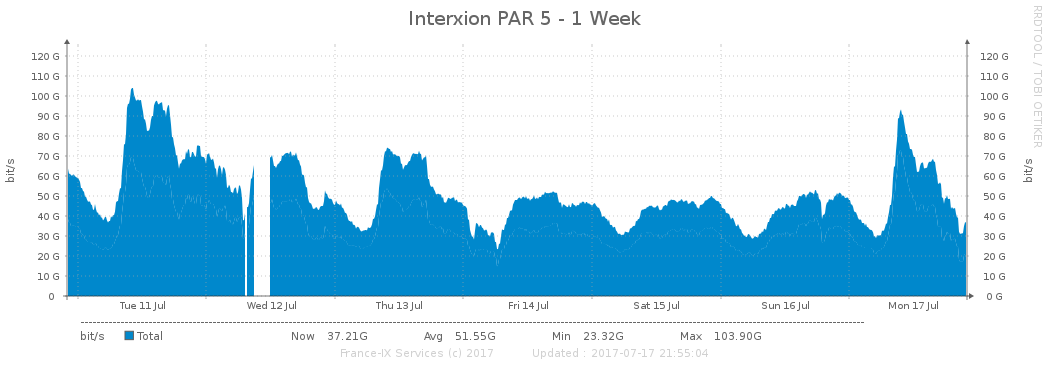 Interxion PAR 5 - 1 Week
RRDTOOL / TOBI OETIKER
bit/s
120 G 120 G
110 G 110 G
100 G 100 G
90 G 90 G
80 G 80 G
70 G 70 G
60 G 60 G
50 G 50 G
40 G 40 G
30 G 30 G
20 G 20 G
10 G 10 G
0 0 G
bit/s
Tue 11 Jul Wed 12 Jul Thu 13 Jul Fri 14 Jul Sat 15 Jul Sun 16 Jul Mon 17 Jul
bit/s Total Now 37.21G Avg 51.55G Min 23.32G Max 103.90G
France-IX Services (c) 2017 Updated : 2017-07-17 21:55:04